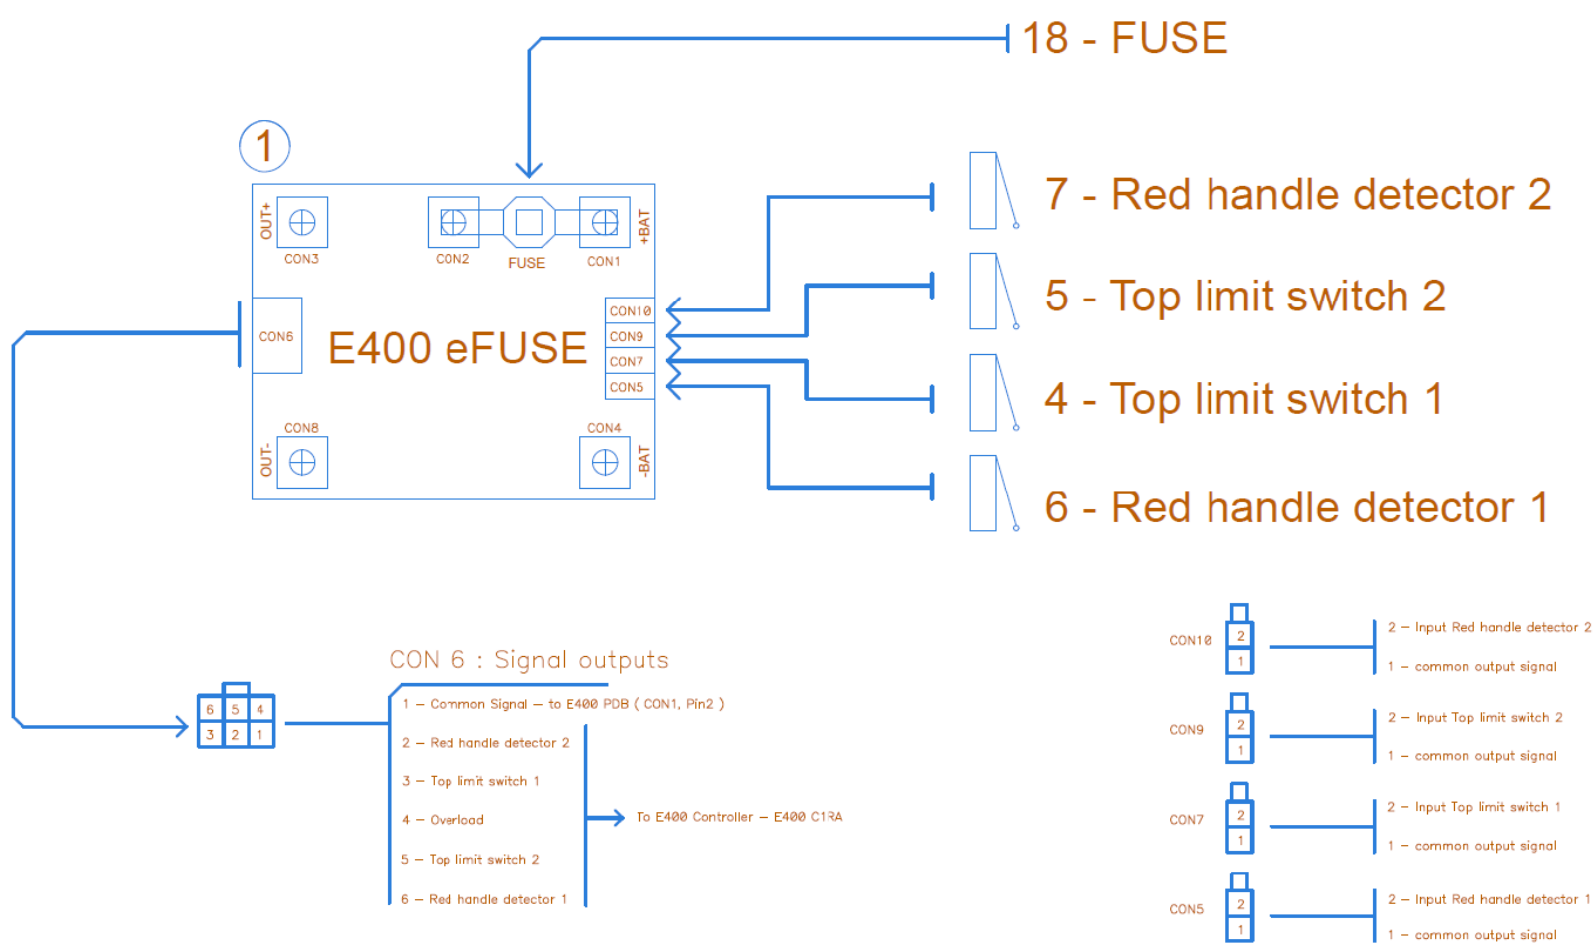 18 - FUSE
1
OUT+
CON3
CON2
FUSE
CON1
+BAT
7 - Red handle detector 2
5 - Top limit switch 2
4 - Top limit switch 1
6 - Red handle detector 1
CON6
E400 eFUSE
CON10
CON9
CON7
CON5
OUT-
CON8
CON4
-BAT
CON 6 : Signal outputs
1 – Common Signal – to E400 PDB ( CON1, Pin2 )
2 – Red handle detector 2
3 – Top limit switch 1
4 – Overload
5 – Top limit switch 2
6 – Red handle detector 1
To E400 Controller – E400 C1RA
6 5 4
3 2 1
CON10
2
1
2 – Input Red handle detector 2
1 – common output signal
CON9
2
1
2 – Input Top limit switch 2
1 – common output signal
CON7
2
1
2 – Input Top limit switch 1
1 – common output signal
CON5
2
1
2 – Input Red handle detector 1
1 – common output signal